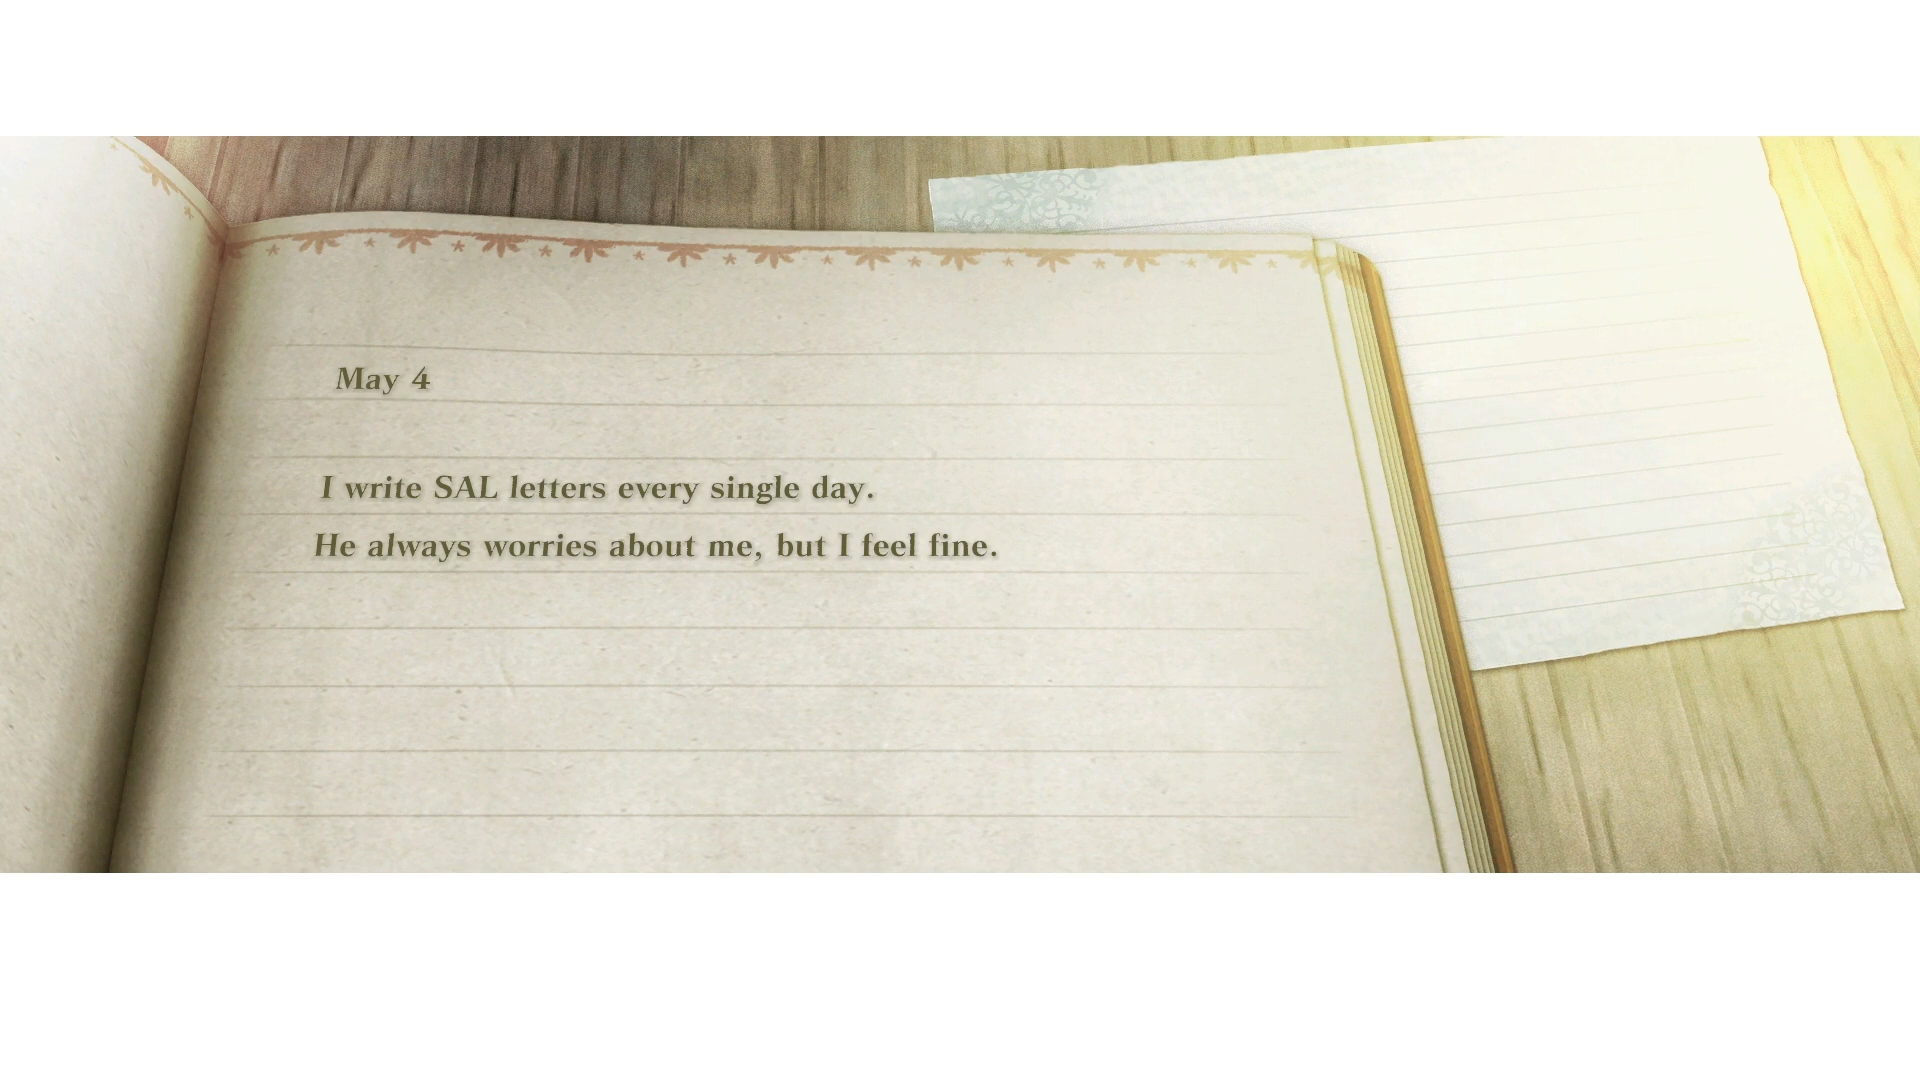 May 4
I write SAL letters every single day.
He always worries about me, but I feel fine.